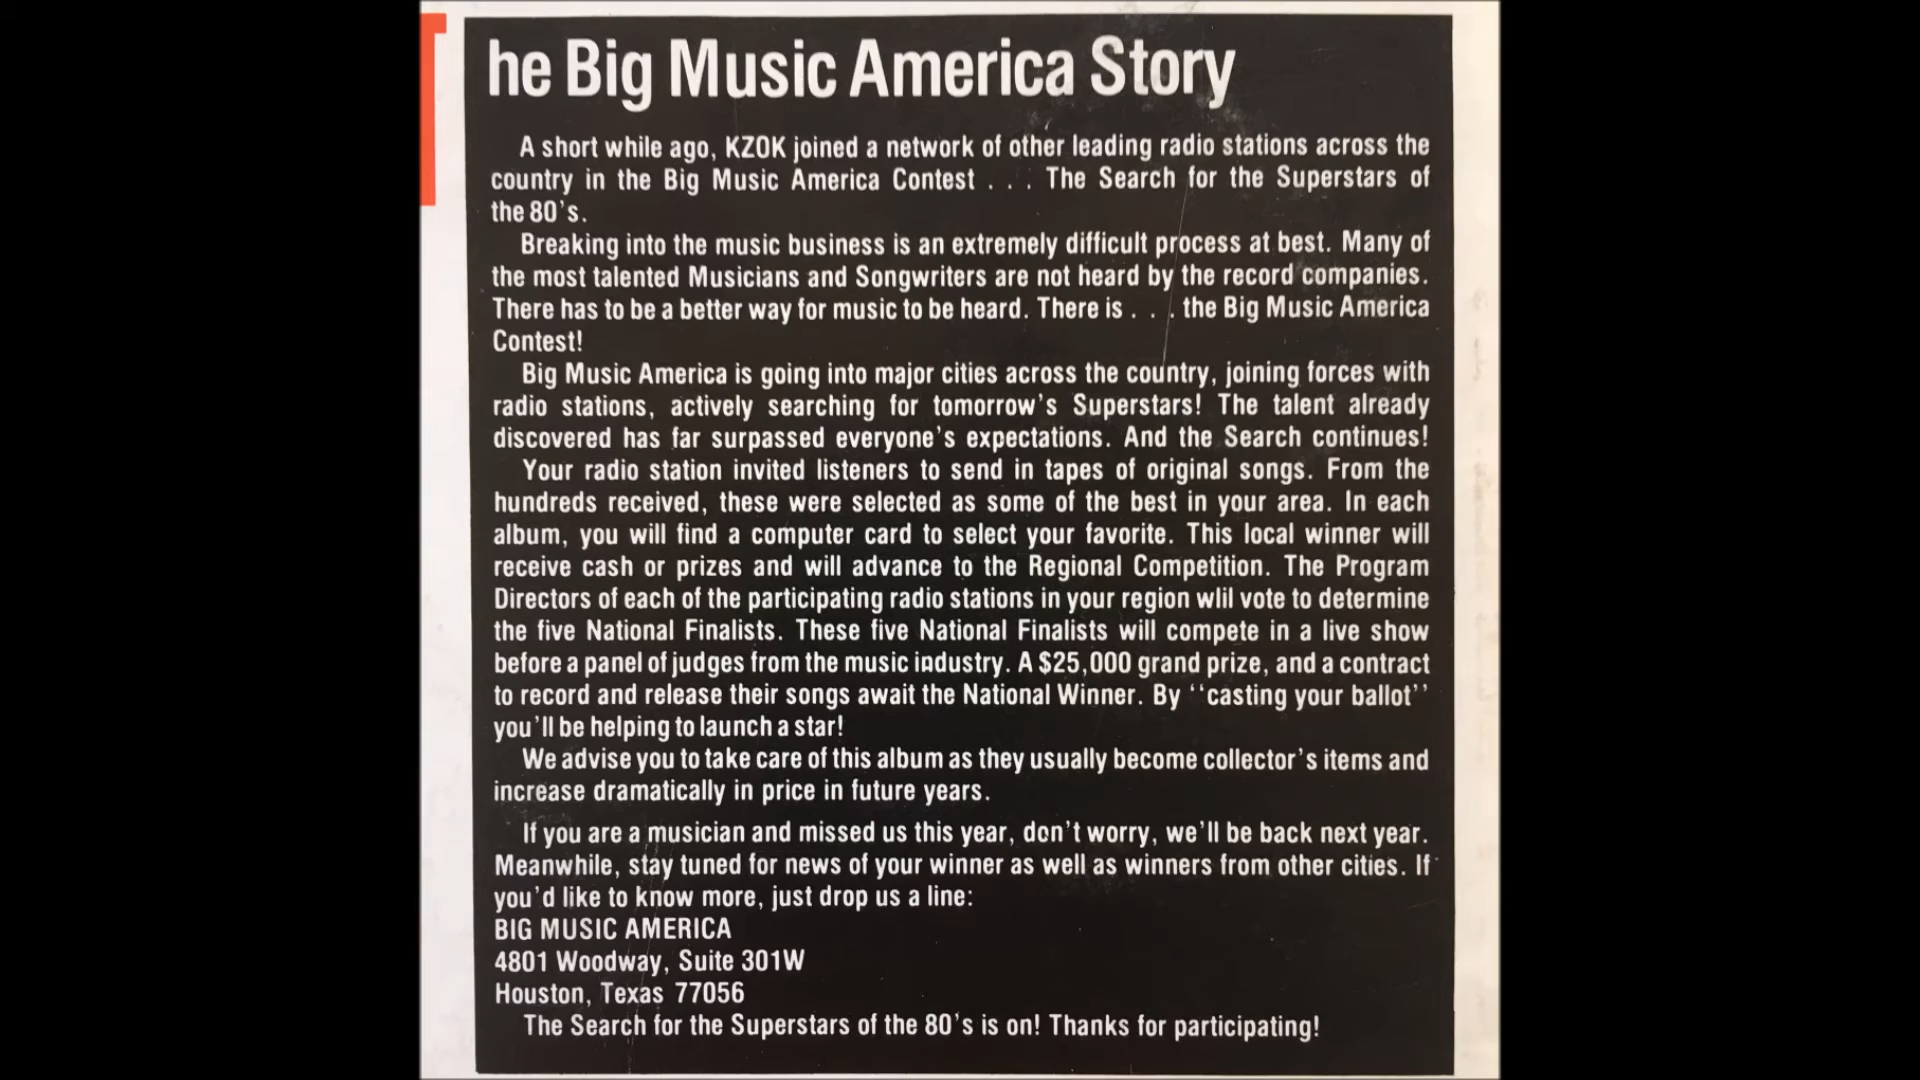 he Big Music America Story
A short while ago, KZOK joined a network of other leading radio stations across the
country in the Big Music America Contest . . . The Search for the Superstars of
the 80's.
Breaking into the music business is an extremely difficult process at best. Many of
the most talented Musicians and Songwriters are not heard by the record companies.
There has to be a better way for music to be heard. There is . . . the Big Music America
Contest!
Big Music America is going into major cities across the country, joining forces with
radio stations, actively searching for tomorrow's Superstars! The talent already
discovered has far surpassed everyone's expectations. And the Search continues!
Your radio station invited listeners to send in tapes of original songs. From the
hundreds received, these were selected as some of the best in your area. In each
album, you will find a computer card to select your favorite. This local winner will
receive cash or prizes and will advance to the Regional Competition. The Program
Directors of each of the participating radio stations in your region wlil vote to determine
the five National Finalists. These five National Finalists will compete in a live show
before a panel of judges from the music industry. A $25,000 grand prize, and a contract
to record and release their songs await the National Winner. By ''casting your ballot''
you'll be helping to launch a star!
We advise you to take care of this album as they usually become collector's items and
increase dramatically in price in future years.
If you are a musician and missed us this year, don't worry, we'll be back next year.
Meanwhile, stay tuned for news of your winner as well as winners from other cities. If
you'd like to know more, just drop us a line:
BIG MUSIC AMERICA
4801 Woodway, Suite 301W
Houston, Texas 77056
The Search for the Superstars of the 80's is on! Thanks for participating!